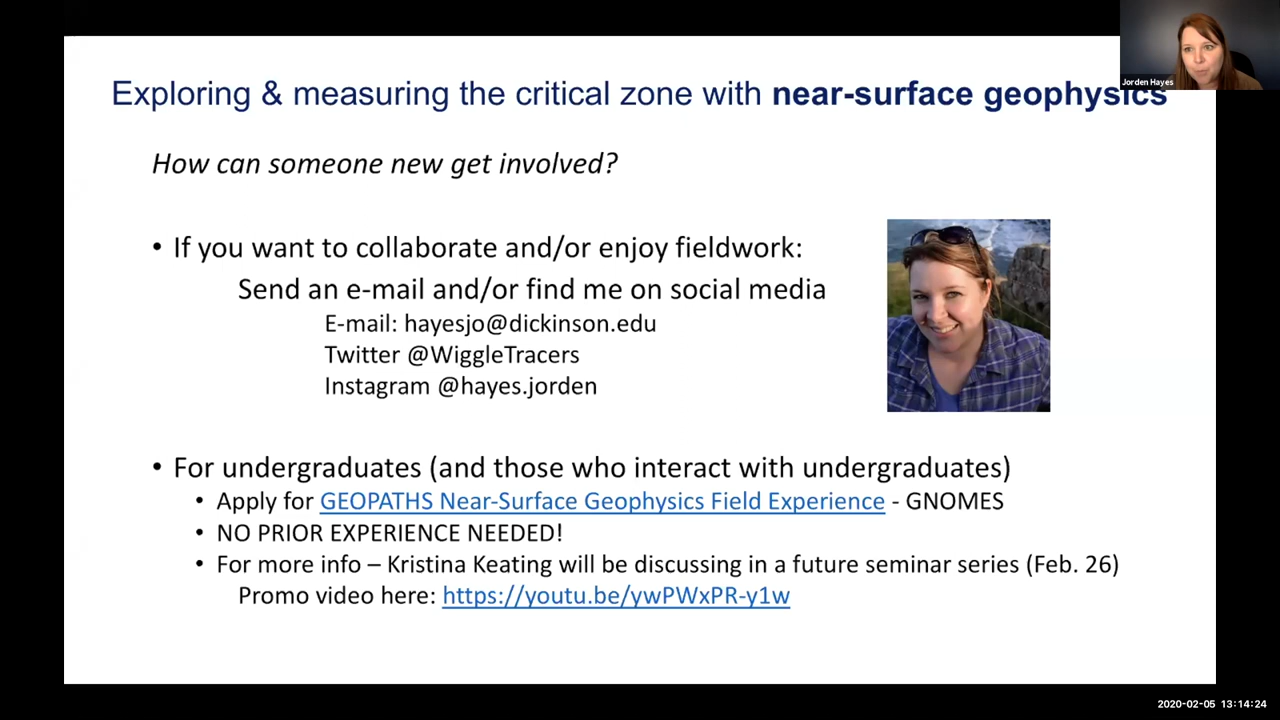 Jorden Hayes
Exploring & measuring the critical zone with near-surface geophysics
How can someone new get involved?
• If you want to collaborate and/or enjoy fieldwork:
Send an e-mail and/or find me on social media
E-mail: hayesjo@dickinson.edu
Twitter @WiggleTracers
Instagram @hayes.jorden
• For undergraduates (and those who interact with undergraduates)
• Apply for GEOPATHS Near-Surface Geophysics Field Experience - GNOMES
• NO PRIOR EXPERIENCE NEEDED!
• For more info – Kristina Keating will be discussing in a future seminar series (Feb. 26)
Promo video here: https://youtu.be/ywPWxPR-y1w
2020-02-05 13:14:24